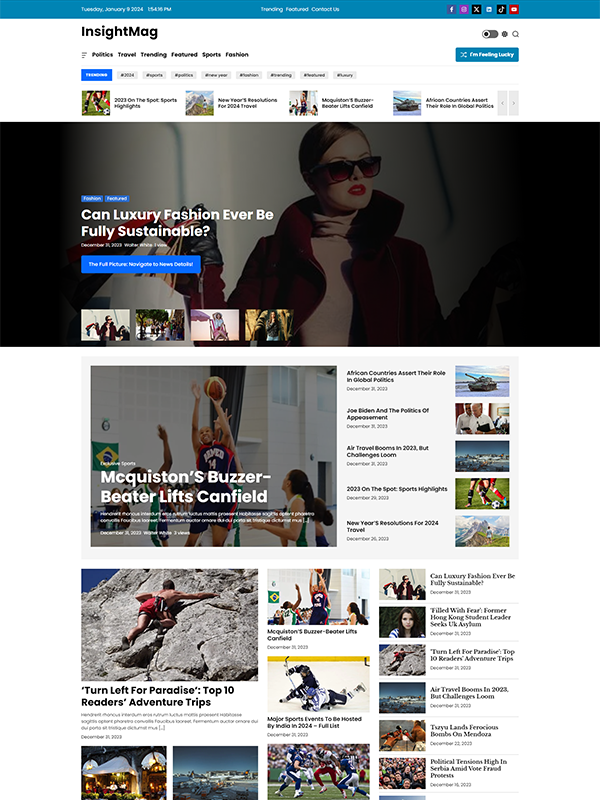 Tuesday, January 9 2024 1:54:16 PM
Trending Featured Contact Us
InsightMag
Politics Travel Trending Featured Sports Fashion
I'm Feeling Lucky
TRENDING #2024 #sports #politics #new year #fashion #trending #featured #luxury
2023 On The Spot: Sports
Highlights
New Year'S Resolutions
For 2024 Travel
Mcquiston'S Buzzer-
Beater Lifts Canfield
African Countries Assert
Their Role In Global Politics
Fashion Featured
Can Luxury Fashion Ever Be
Fully Sustainable?
December 31, 2023 Walter White 3 views
The Full Picture: Navigate to News Details!
Exclusive Sports
Mcquiston'S Buzzer-
Beater Lifts Canfield
Hendrerit rhoncus interdum eros rutrum luctus mattis praesent Habitasse sagittis aptent pharetra
convallis Faucibus laoreet. Fermentum auctor ornare dui dui porta sit tristique dictumst mus [...]
December 31, 2023 Walter White 3 views
African Countries Assert Their Role
In Global Politics
December 31, 2023
Joe Biden And The Politics Of
Appeasement
December 31, 2023
Air Travel Booms In 2023, But
Challenges Loom
December 31, 2023
2023 On The Spot: Sports Highlights
December 29, 2023
New Year'S Resolutions For 2024
Travel
December 26, 2023
'Turn Left For Paradise': Top 10
Readers' Adventure Trips
Hendrerit rhoncus interdum eros rutrum luctus mattis praesent Habitasse
sagittis aptent pharetra convallis Faucibus laoreet. Fermentum auctor ornare dui
dui porta sit tristique dictumst mus [...]
December 31, 2023
Mcquiston'S Buzzer-Beater Lifts
Canfield
December 31, 2023
Major Sports Events To Be Hosted
By India In 2024 – Full List
December 31, 2023
Can Luxury Fashion Ever Be
Fully Sustainable?
December 31, 2023
'Filled With Fear': Former
Hong Kong Student Leader
Seeks Uk Asylum
December 31, 2023
'Turn Left For Paradise': Top
10 Readers' Adventure Trips
December 31, 2023
Air Travel Booms In 2023,
But Challenges Loom
December 31, 2023
Tszyu Lands Ferocious
Bombs On Mendoza
December 22, 2023
Political Tensions High In
Serbia Amid Vote Fraud
Protests
December 19, 2023